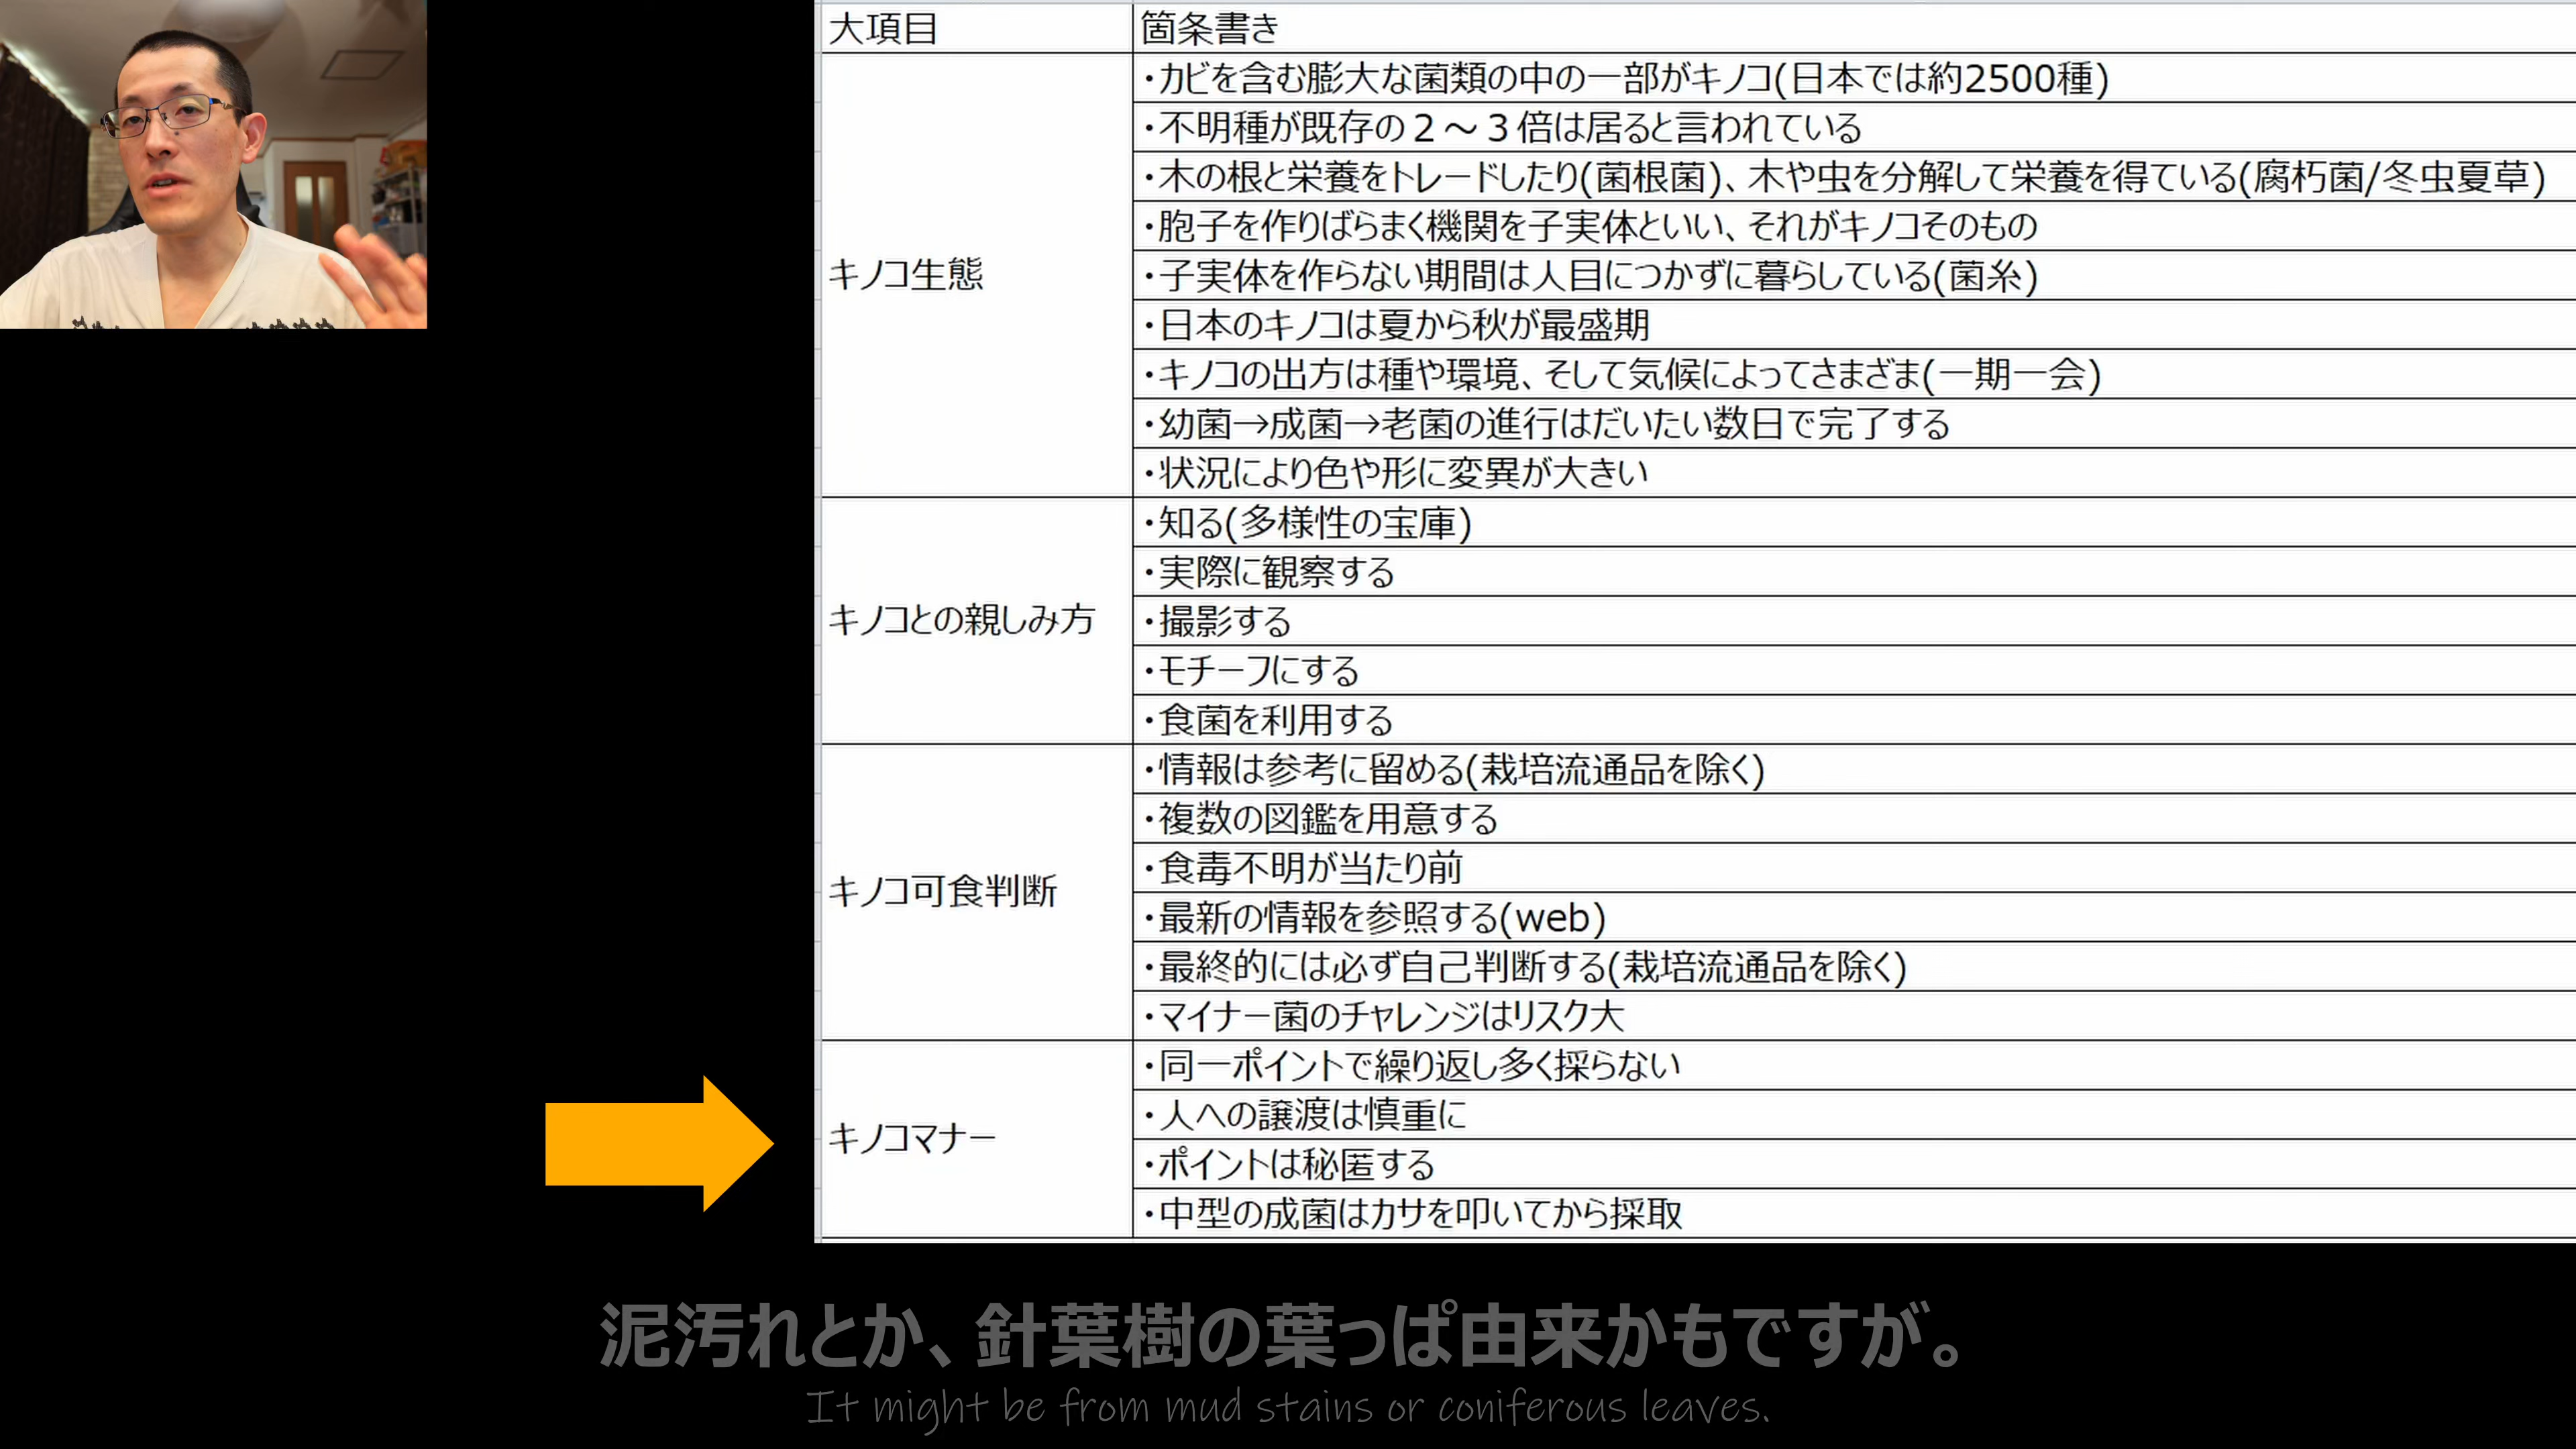 大項目
箇条書き
キノコ生態
・カビを含む膨大な菌類の中の一部がキノコ(日本では約2500種)
・不明種が既存の２～３倍は居ると言われている
・木の根と栄養をトレードしたり(菌根菌)、木や虫を分解して栄養を得ている(腐朽菌/冬虫夏草)
・胞子を作りばらまく機関を子実体といい、それがキノコそのもの
・子実体を作らない期間は人目につかずに暮らしている(菌糸)
・日本のキノコは夏から秋が最盛期
・キノコの出方は種や環境、そして気候によってさまざま(一期一会)
・幼菌→成菌→老菌の進行はだいたい数日で完了する
・状況により色や形に変異が大きい
キノコとの親しみ方
・知る(多様性の宝庫)
・実際に観察する
・撮影する
・モチーフにする
・食菌を利用する
キノコ可食判断
・情報は参考に留める(栽培流通品を除く)
・複数の図鑑を用意する
・食毒不明が当たり前
・最新の情報を参照する(web)
・最終的には必ず自己判断する(栽培流通品を除く)
・マイナー菌のチャレンジはリスク大
キノコマナー
・同一ポイントで繰り返し多く採らない
・人への譲渡は慎重に
・ポイントは秘匿する
・中型の成菌はカサを叩いてから採取
泥汚れとか、針葉樹の葉っぱ由来かもですが。
It might be from mud stains or coniferous leaves.